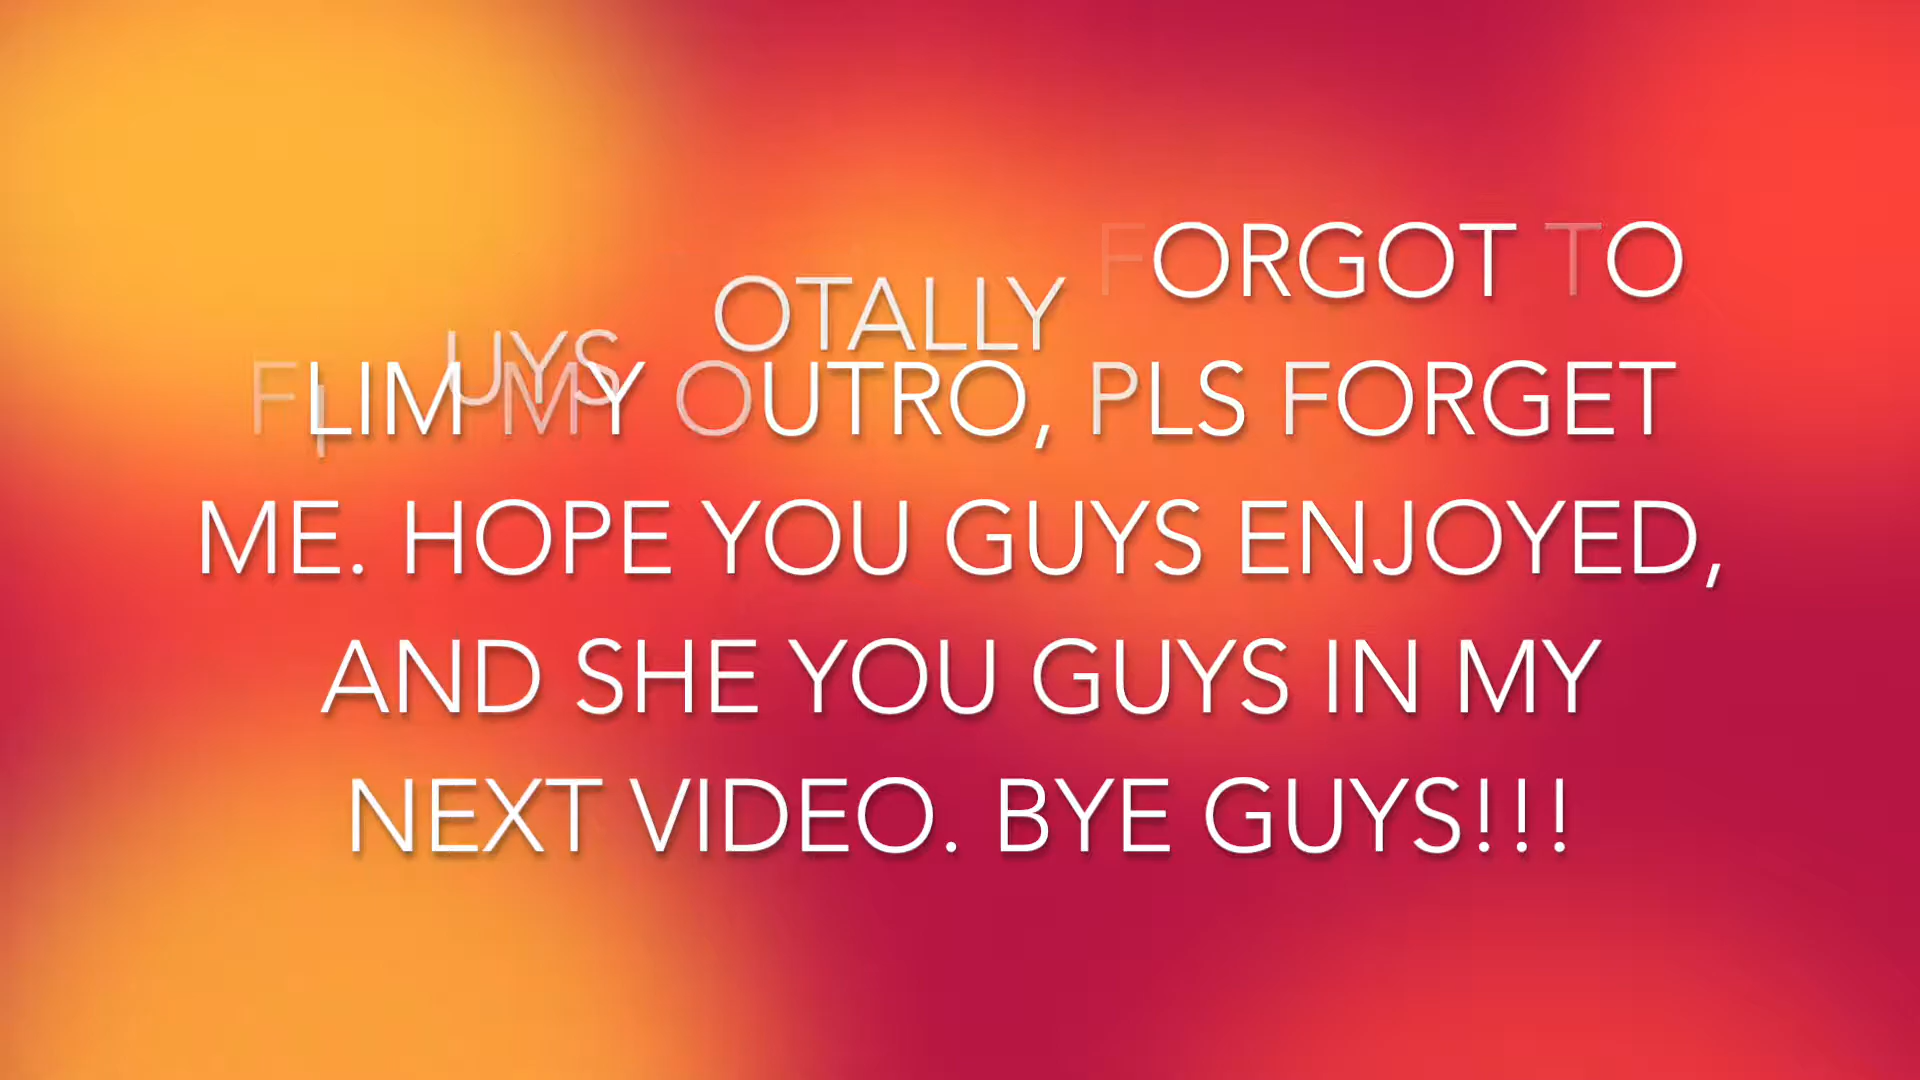 UYS OTALLY FORGOT TO
FLIM MY OUTRO, PLS FORGET
ME. HOPE YOU GUYS ENJOYED,
AND SHE YOU GUYS IN MY
NEXT VIDEO. BYE GUYS!!!